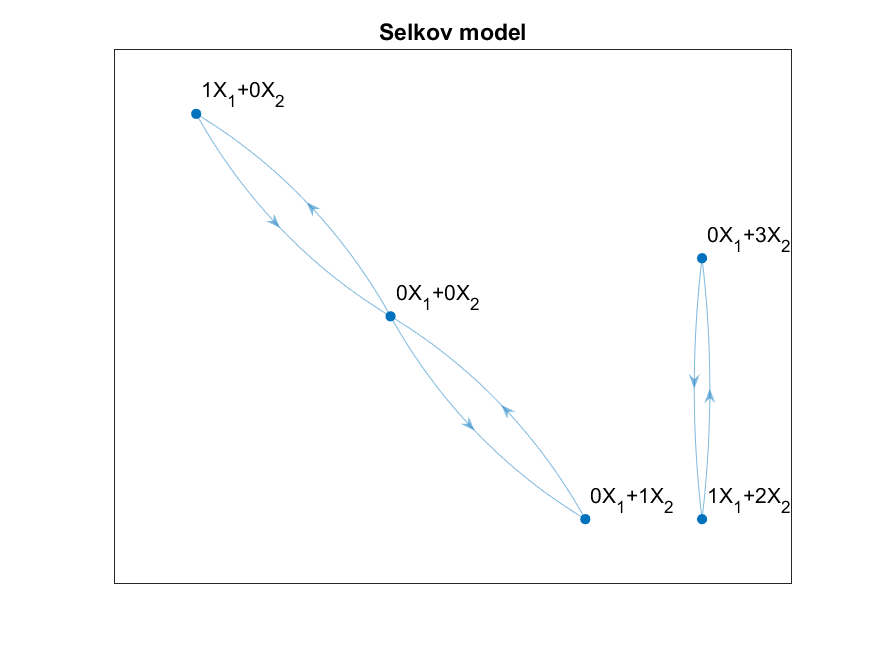 Selkov model
1X₁+0X₂
0X₁+3X₂
0X₁+0X₂
0X₁+1X₂
1X₁+2X₂